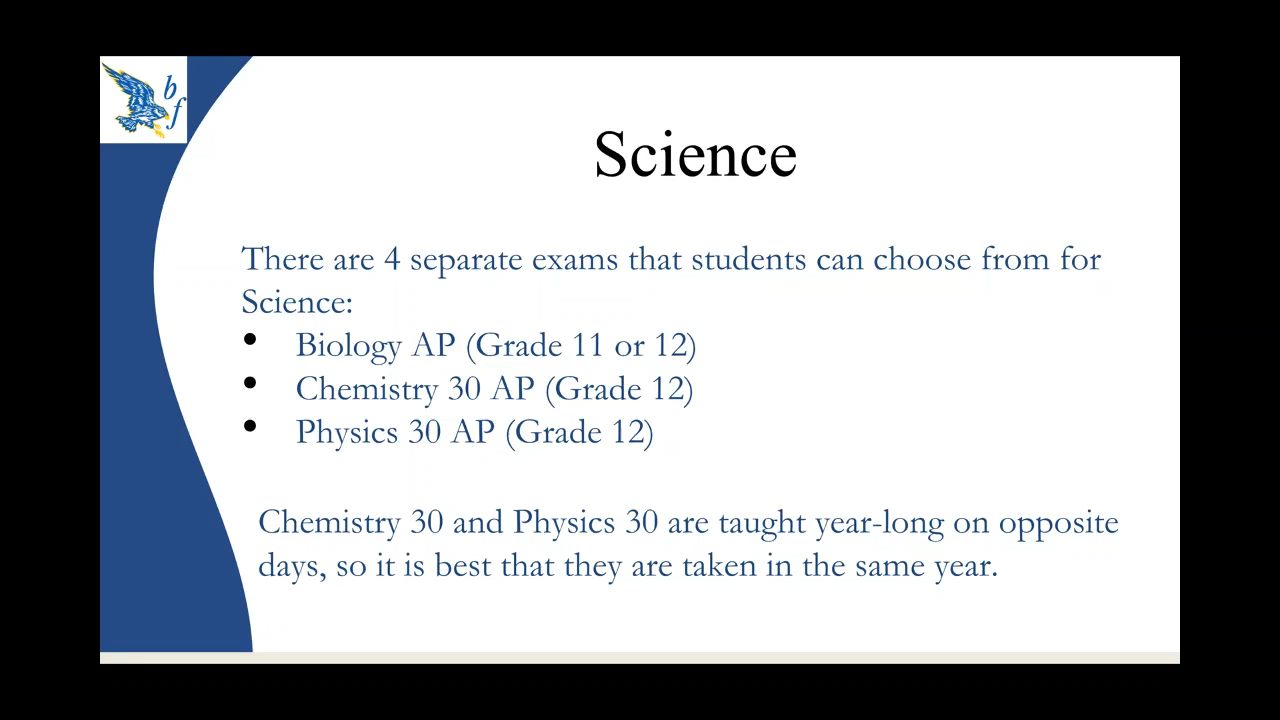 b
f
Science
There are 4 separate exams that students can choose from for
Science:
• Biology AP (Grade 11 or 12)
• Chemistry 30 AP (Grade 12)
• Physics 30 AP (Grade 12)
Chemistry 30 and Physics 30 are taught year-long on opposite
days, so it is best that they are taken in the same year.